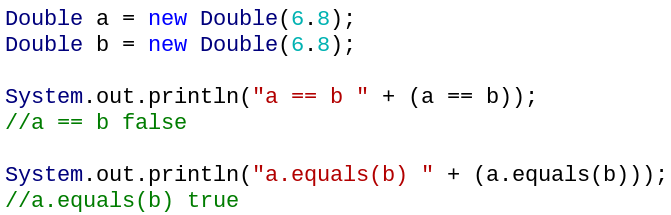 Double a = new Double(6.8);
Double b = new Double(6.8);
System.out.println("a == b " + (a == b));
//a == b false
System.out.println("a.equals(b) " + (a.equals(b)));
//a.equals(b) true